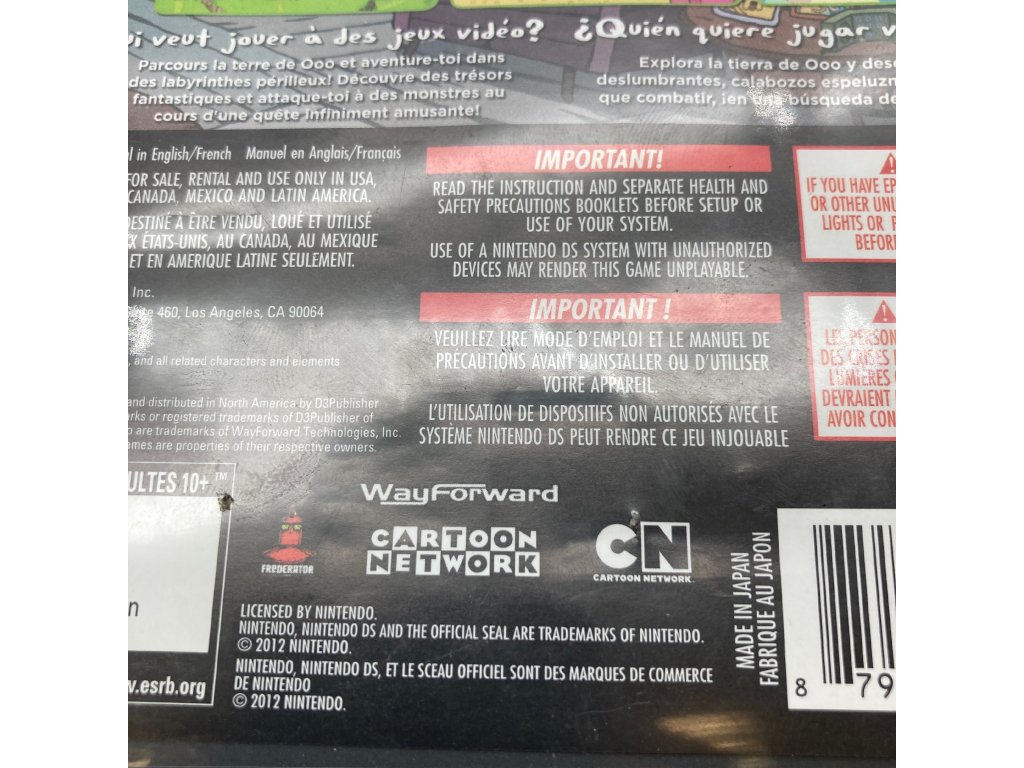 veut jouer à des jeux vidéo?
Parcours la terre de Ooo et aventure-toi dans
des labyrinthes périlleux! Découvre des trésors
fantastiques et attaque-toi à des monstres au
cours d'une quête infiniment amusante!
¿Quién quiere jugar v
Explora la tierra de Ooo y des
deslumbrantes, calabozos espeluzn
que combatir, ¡en una búsqueda de
l in English/French Manuel en Anglais/Français
FOR SALE, RENTAL AND USE ONLY IN USA,
CANADA, MEXICO AND LATIN AMERICA.
DESTINÉ À ÊTRE VENDU, LOUÉ ET UTILISÉ
X ÉTATS-UNIS, AU CANADA, AU MEXIQUE
ET EN AMERIQUE LATINE SEULEMENT.
Inc.
460, Los Angeles, CA 90064
, and all related characters and elements
and distributed in North America by D3Publisher
rks or registered trademarks of D3Publisher of
are trademarks of WayForward Technologies, Inc.
mes are properties of their respective owners.
IMPORTANT!
READ THE INSTRUCTION AND SEPARATE HEALTH AND
SAFETY PRECAUTIONS BOOKLETS BEFORE SETUP OR
USE OF YOUR SYSTEM.
USE OF A NINTENDO DS SYSTEM WITH UNAUTHORIZED
DEVICES MAY RENDER THIS GAME UNPLAYABLE.
IMPORTANT !
VEUILLEZ LIRE MODE D'EMPLOI ET LE MANUEL DE
PRÉCAUTIONS AVANT D'INSTALLER OU D'UTILISER
VOTRE APPAREIL.
L'UTILISATION DE DISPOSITIFS NON AUTORISÉS AVEC LE
SYSTÈME NINTENDO DS PEUT RENDRE CE JEU INJOUABLE
IF YOU HAVE EP
OR OTHER UNU
LIGHTS OR
BEFOR
LES PERSON
DES CRISES
LUMIÈRES
DEVRAIENT
AVOIR CON
ULTES 10+ ™
n
v.esrb.org
WayForward
FREDERATOR
CARTOON
NETWORK
CN
CARTOON NETWORK
LICENSED BY NINTENDO.
NINTENDO, NINTENDO DS AND THE OFFICIAL SEAL ARE TRADEMARKS OF NINTENDO.
© 2012 NINTENDO.
NINTENDO, NINTENDO DS, ET LE SCEAU OFFICIEL SONT DES MARQUES DE COMMERCE
DE NINTENDO
© 2012 NINTENDO.
MADE IN JAPAN
FABRIQUE AU JAPON
8 79